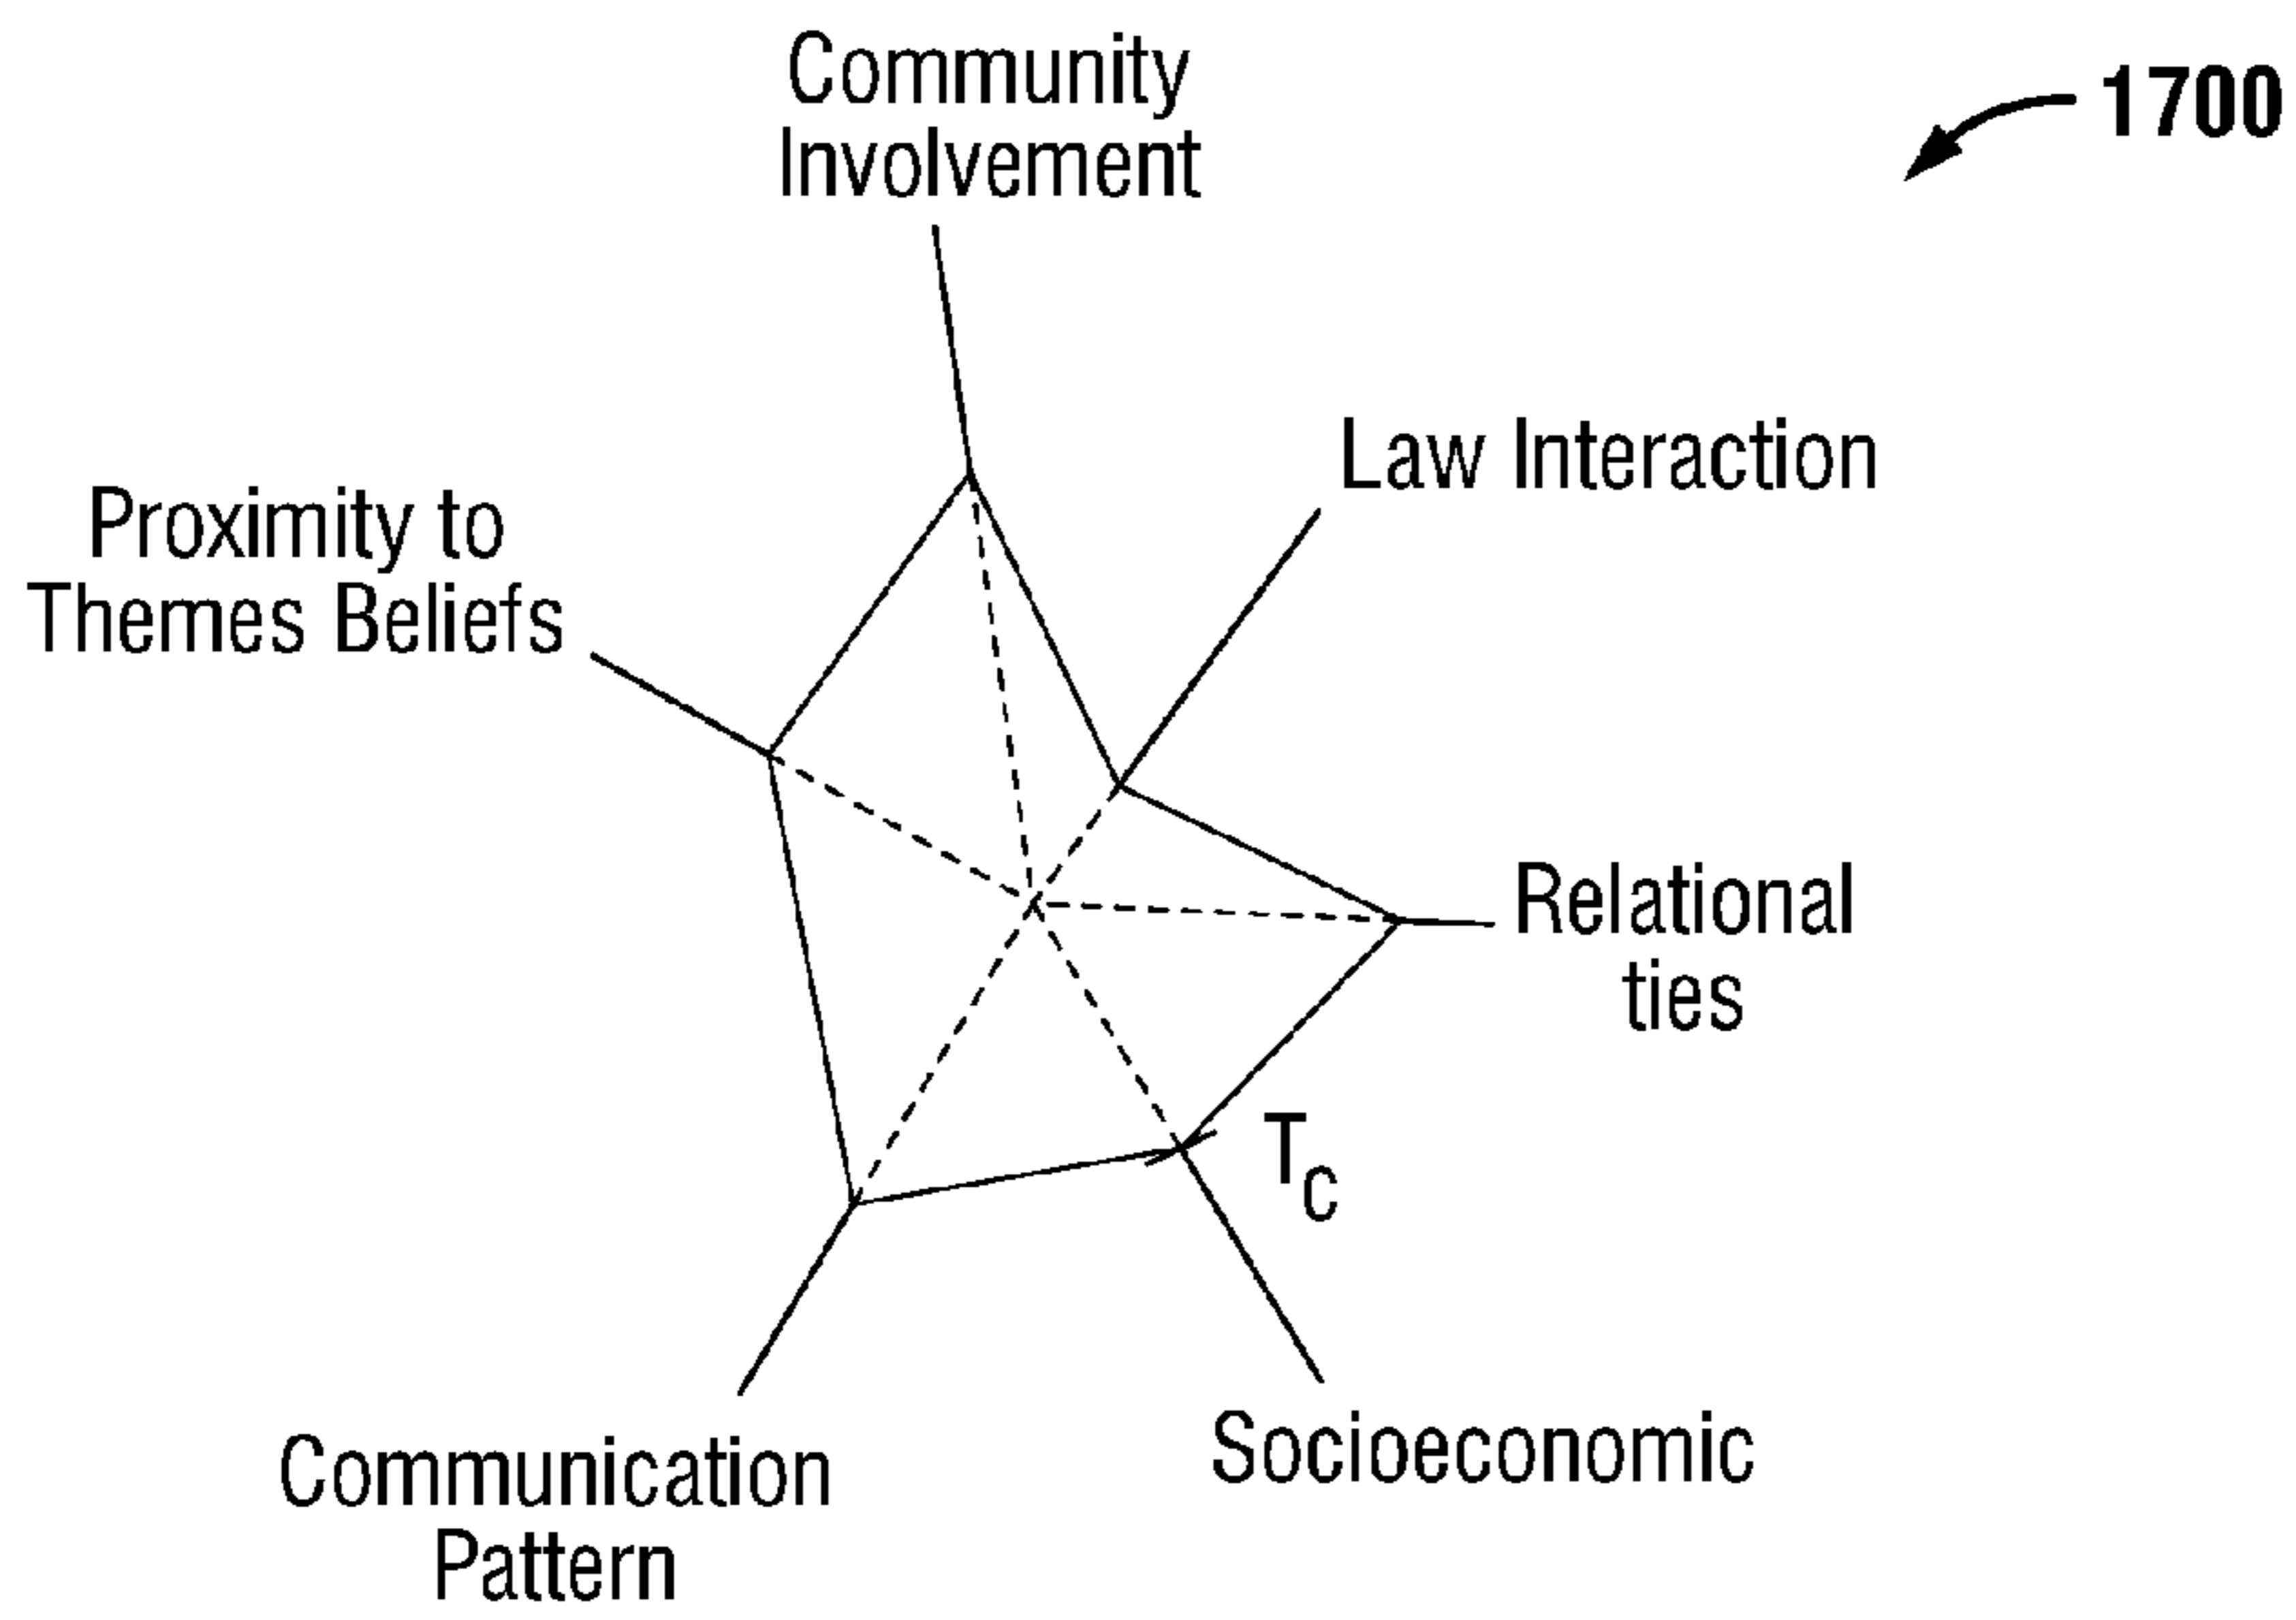 Community
Involvement
1700
Law Interaction
Proximity to
Themes Beliefs
Relational
ties
T_C
Socioeconomic
Communication
Pattern